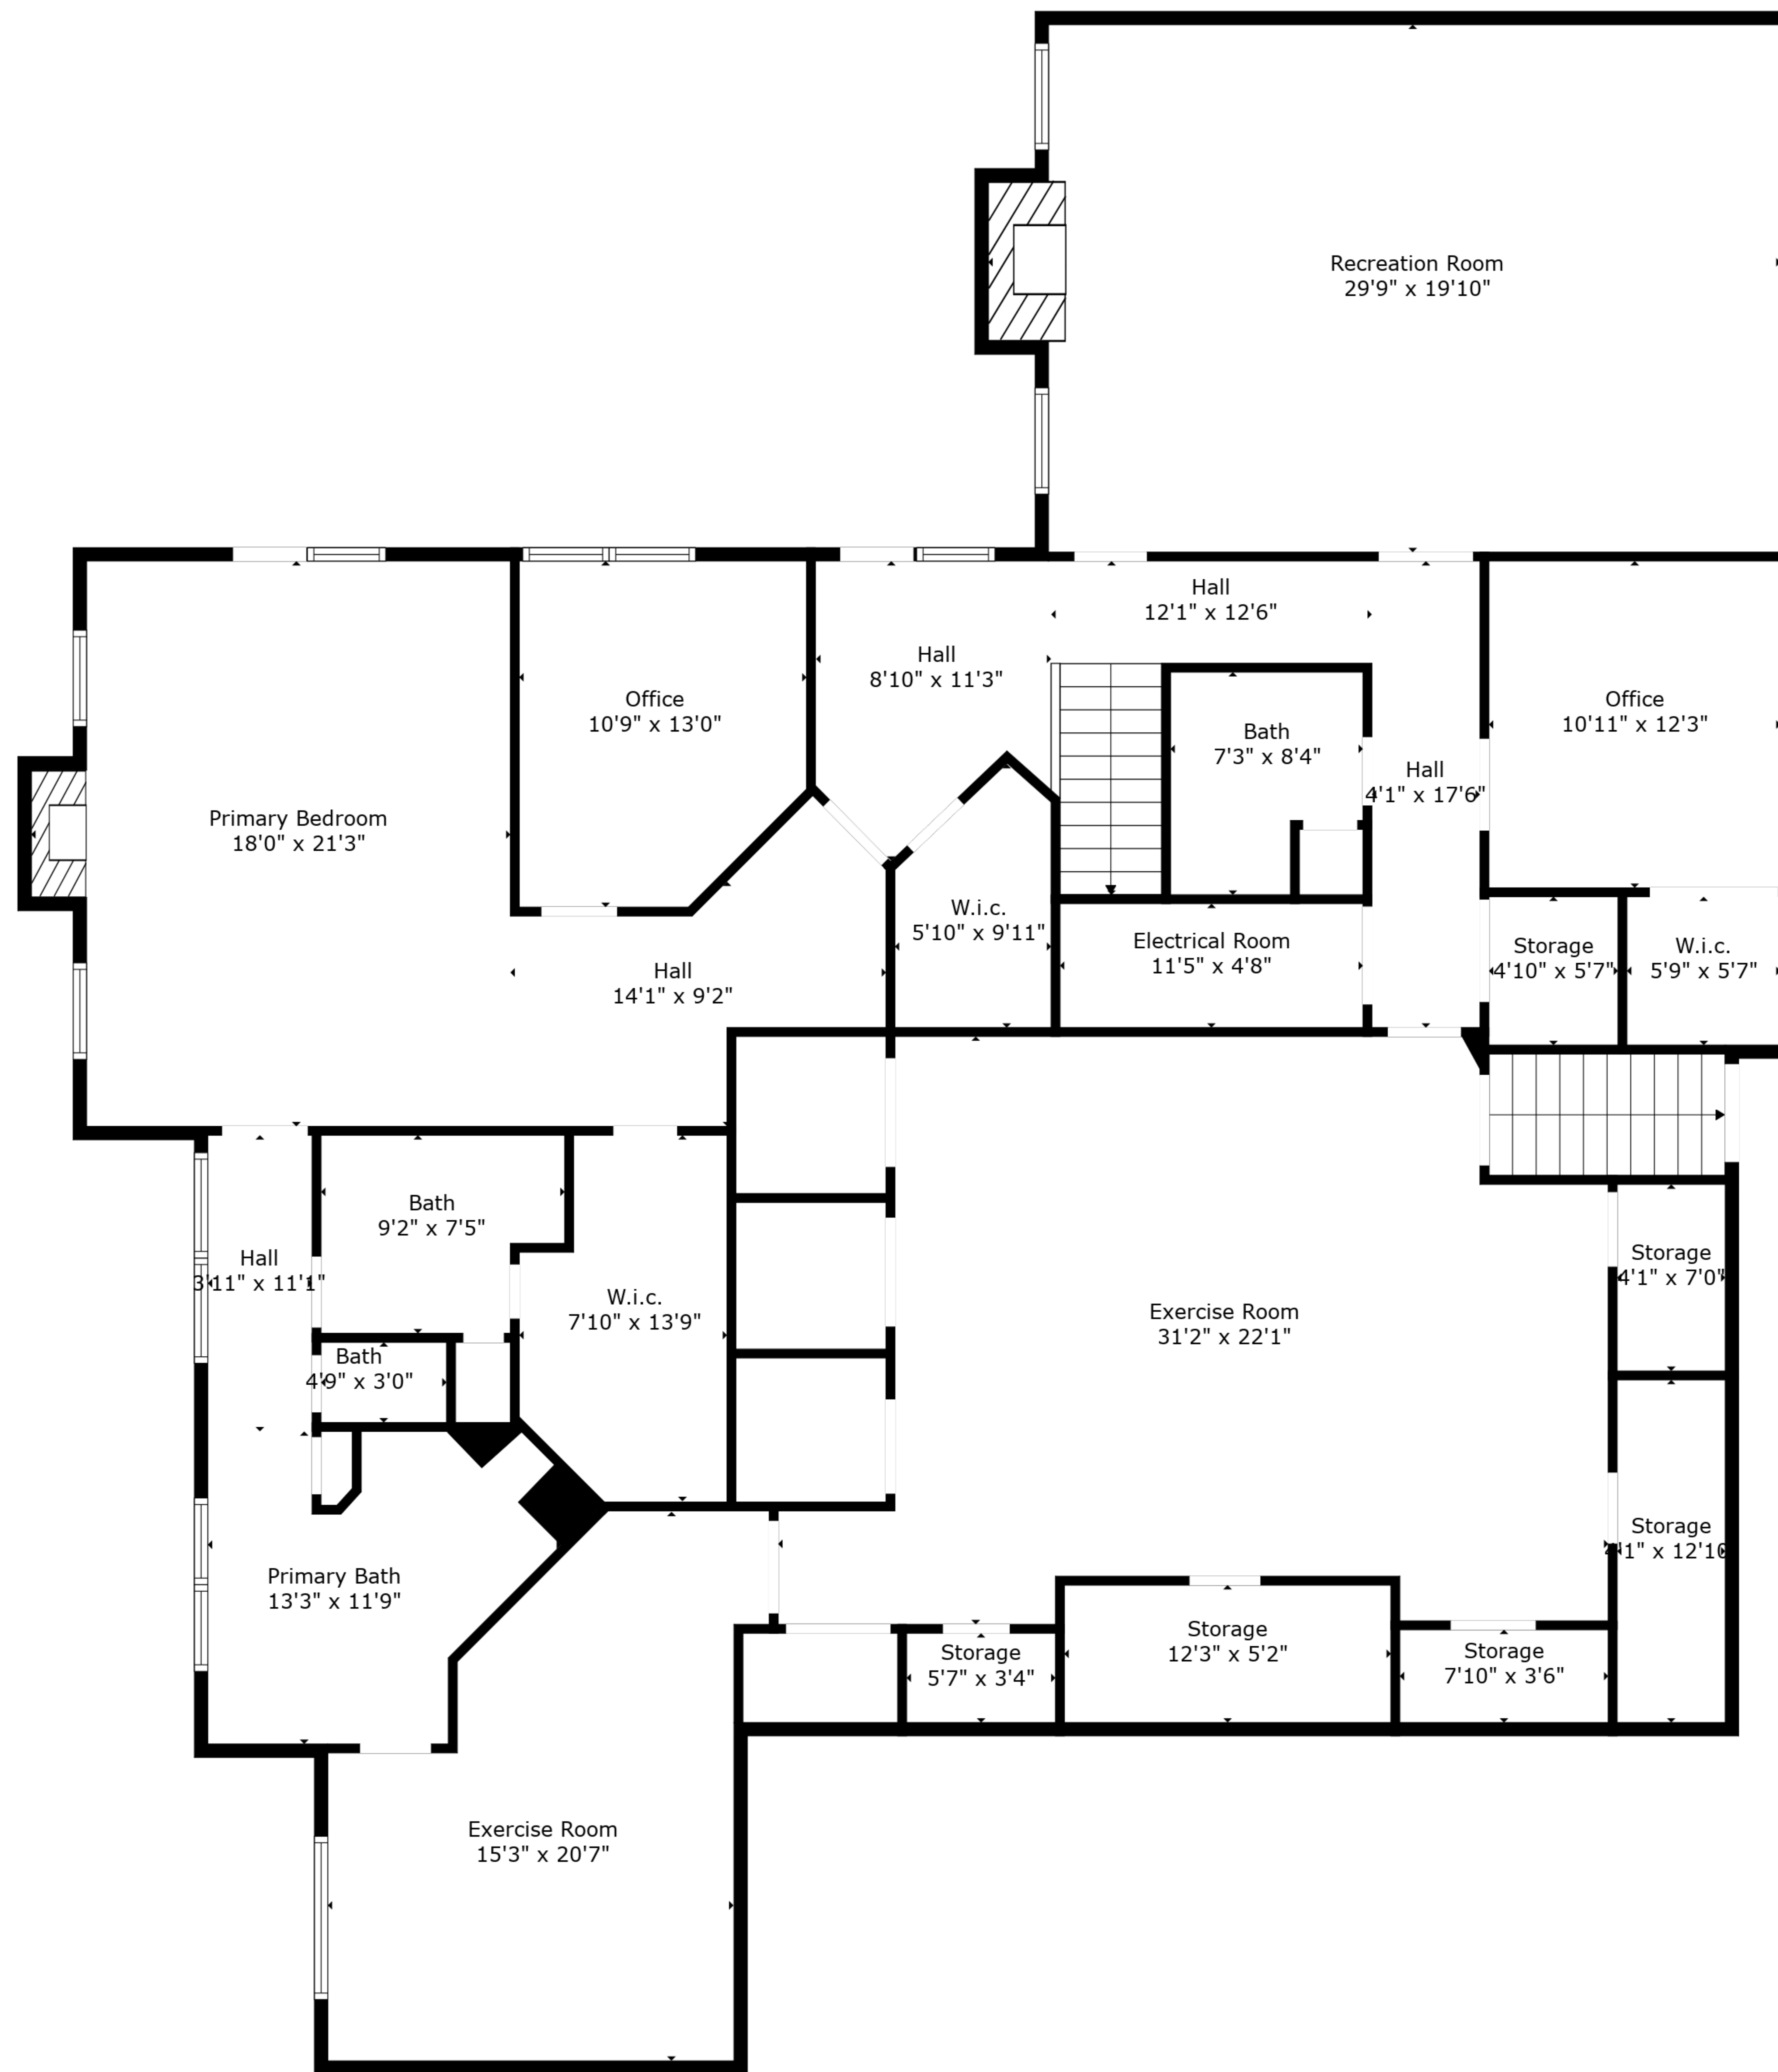 Recreation Room
29'9" x 19'10"
Hall
12'1" x 12'6"
Hall
8'10" x 11'3"
Office
10'9" x 13'0"
Office
10'11" x 12'3"
Bath
7'3" x 8'4"
Hall
4'1" x 17'6"
Primary Bedroom
18'0" x 21'3"
W.i.c.
5'10" x 9'11"
Electrical Room
11'5" x 4'8"
Storage
4'10" x 5'7"
W.i.c.
5'9" x 5'7"
Hall
14'1" x 9'2"
Bath
9'2" x 7'5"
Hall
3'11" x 11'1"
Storage
4'1" x 7'0"
W.i.c.
7'10" x 13'9"
Exercise Room
31'2" x 22'1"
Bath
4'9" x 3'0"
Storage
4'1" x 12'10
Primary Bath
13'3" x 11'9"
Storage
12'3" x 5'2"
Storage
5'7" x 3'4"
Storage
7'10" x 3'6"
Exercise Room
15'3" x 20'7"